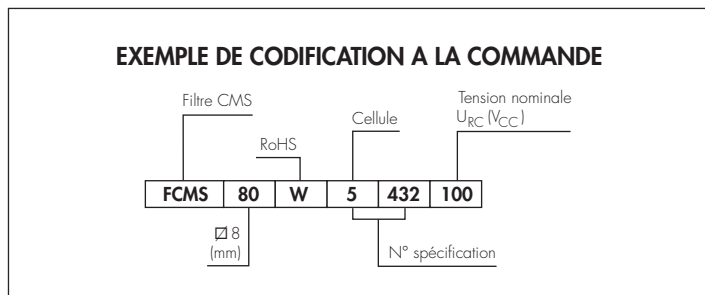 EXEMPLE DE CODIFICATION A LA COMMANDE
Filtre CMS
Tension nominale
URC (VCC)
Cellule
RoHS
FCMS 80 W 5 432 100
⍁ 8
(mm)
N° spécification